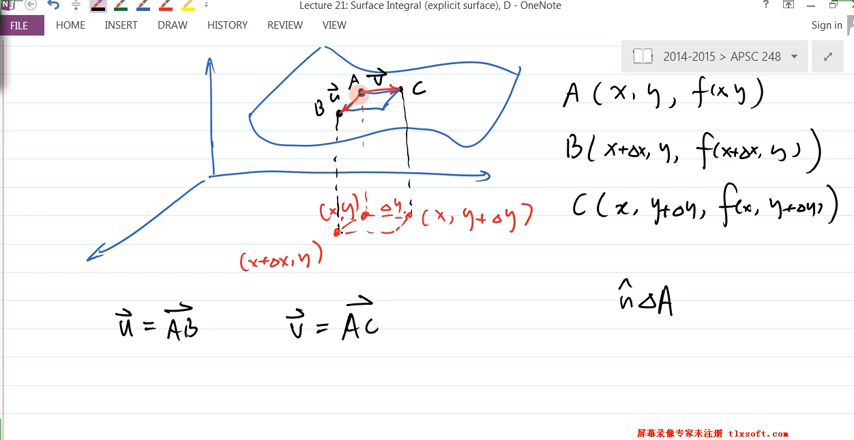 Lecture 21: Surface Integral (explicit surface), D - OneNote
FILE HOME INSERT DRAW HISTORY REVIEW VIEW Sign in
2014-2015 > APSC 248
A
B
C
u⃗
v⃗
(x,y)
Δy
(x, y+Δy)
(x+Δx, y)
A (x, y, f(x,y)
B(x+Δx, y, f(x+Δx, y))
C (x, y+Δy, f(x, y+Δy))
n̂ΔA
u⃗ = AB⃗ v⃗ = AC⃗
屏幕录像专家未注册 tlxsoft.com